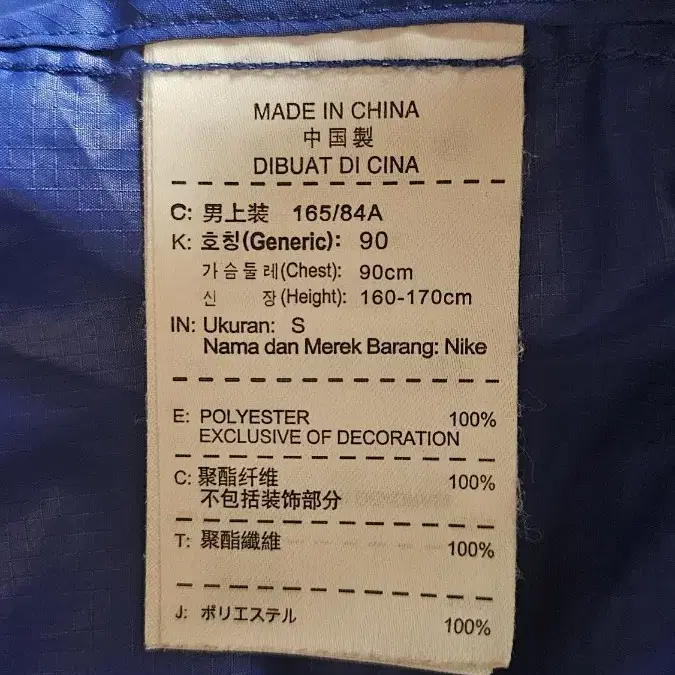 MADE IN CHINA
中国製
DIBUAT DI CINA
C: 男上装 165/84A
K: 호칭(Generic): 90
가슴둘레(Chest): 90cm
신 장(Height): 160-170cm
IN: Ukuran: S
Nama dan Merek Barang: Nike
E: POLYESTER 100%
EXCLUSIVE OF DECORATION
C: 聚酯纤维 100%
不包括装饰部分
T: 聚酯纖維 100%
J: ポリエステル 100%